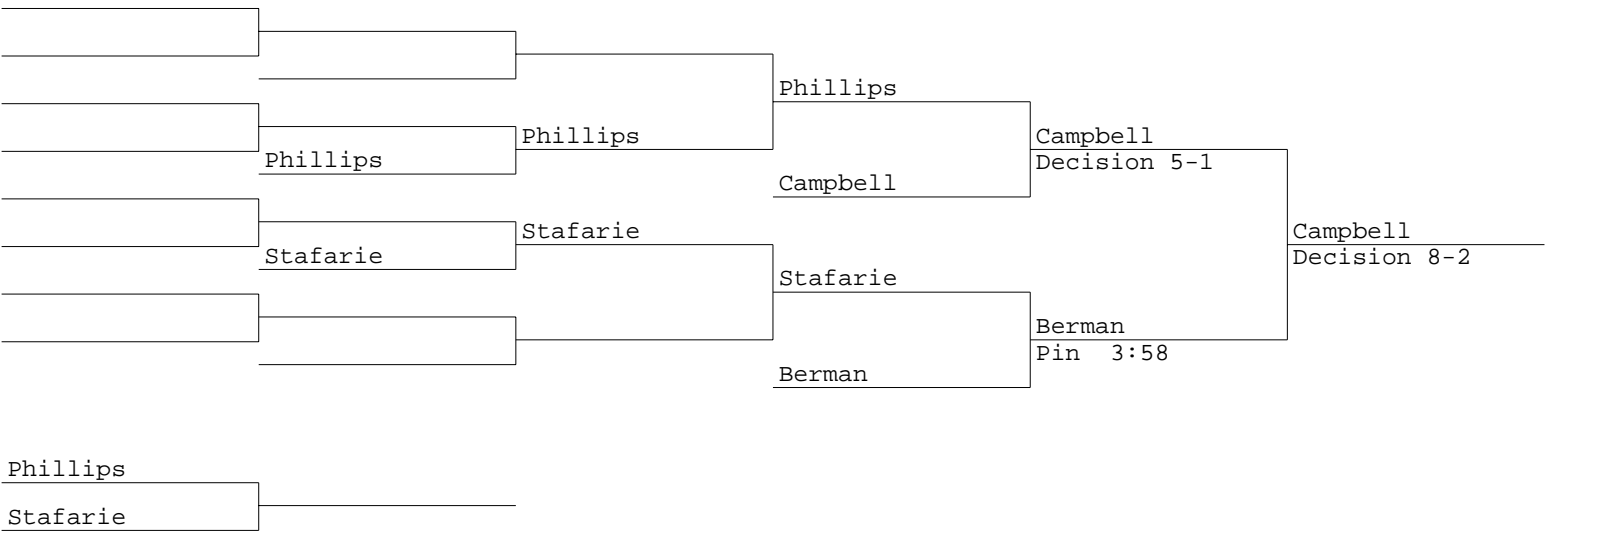 Phillips
Phillips
Campbell
Phillips
Decision 5-1
Campbell
Stafarie
Campbell
Stafarie
Decision 8-2
Stafarie
Berman
Pin  3:58
Berman
Phillips
Stafarie